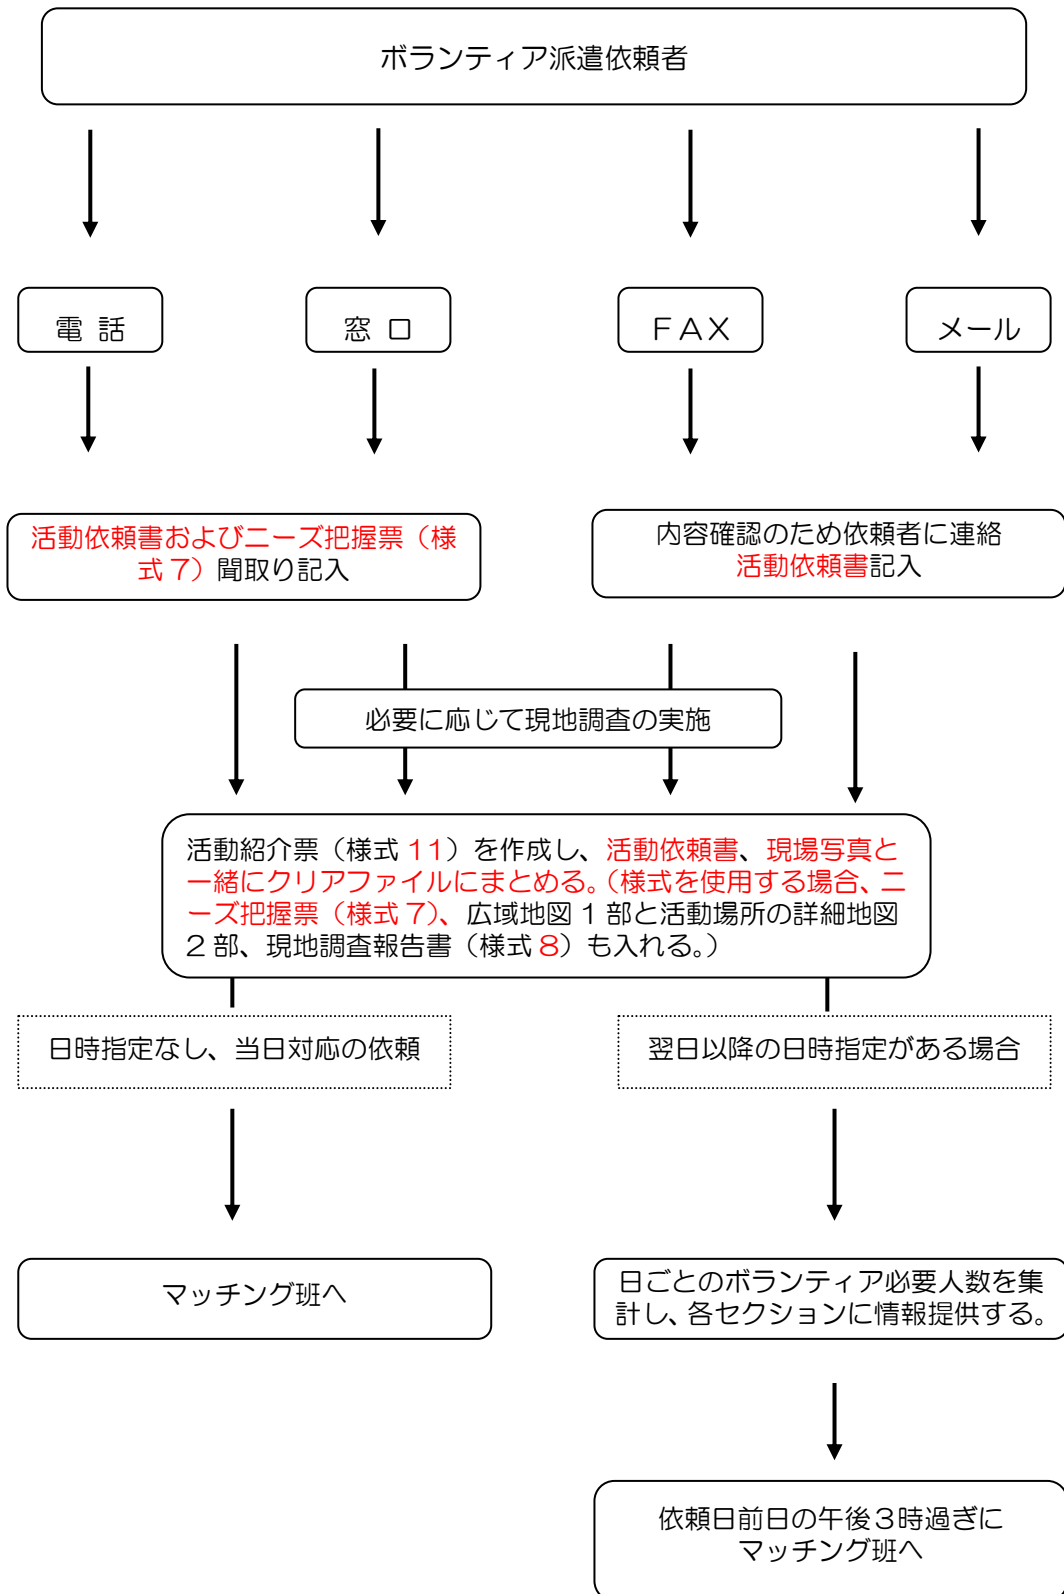 ボランティア派遣依頼者
電 話
窓 口
ＦＡＸ
メール
活動依頼書およびニーズ把握票（様
式７）聞取り記入
内容確認のため依頼者に連絡
活動依頼書記入
必要に応じて現地調査の実施
活動紹介票（様式 11）を作成し、活動依頼書、現場写真と
一緒にクリアファイルにまとめる。（様式を使用する場合、ニ
ーズ把握票（様式７）、広域地図 1 部と活動場所の詳細地図
２部、現地調査報告書（様式 8）も入れる。）
日時指定なし、当日対応の依頼
翌日以降の日時指定がある場合
マッチング班へ
日ごとのボランティア必要人数を集
計し、各セクションに情報提供する。
依頼日前日の午後３時過ぎに
マッチング班へ